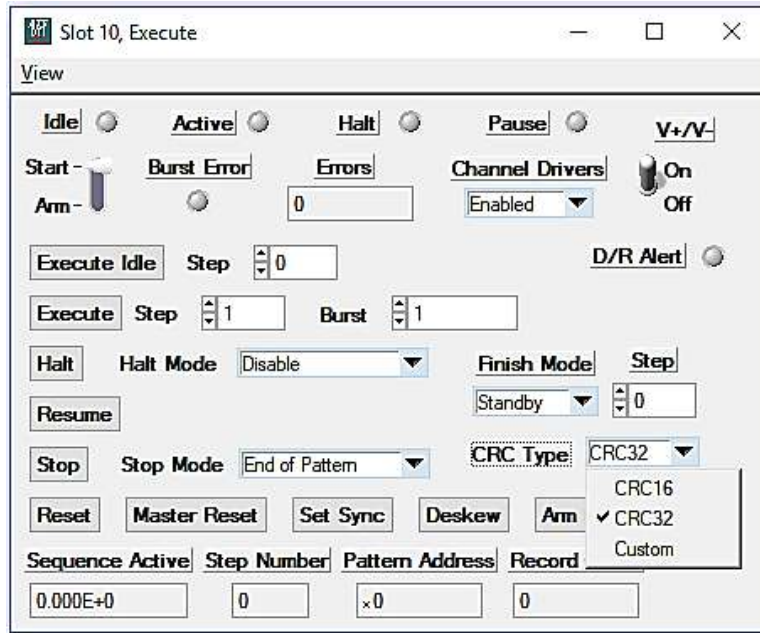 Slot 10, Execute
View
Idle Active Halt Pause V+/V-
Start Burst Error Errors Channel Drivers On
Arm 0 Enabled Off
Execute Idle Step 0 D/R Alert
Execute Step 1 Burst 1
Halt Halt Mode Disable Finish Mode Step
Resume Standby 0
Stop Stop Mode End of Pattern CRC Type CRC32
Reset Master Reset Set Sync Deskew Arm
CRC16
CRC32
Custom
Sequence Active Step Number Pattern Address Record
0.000E+0 0 x0 0